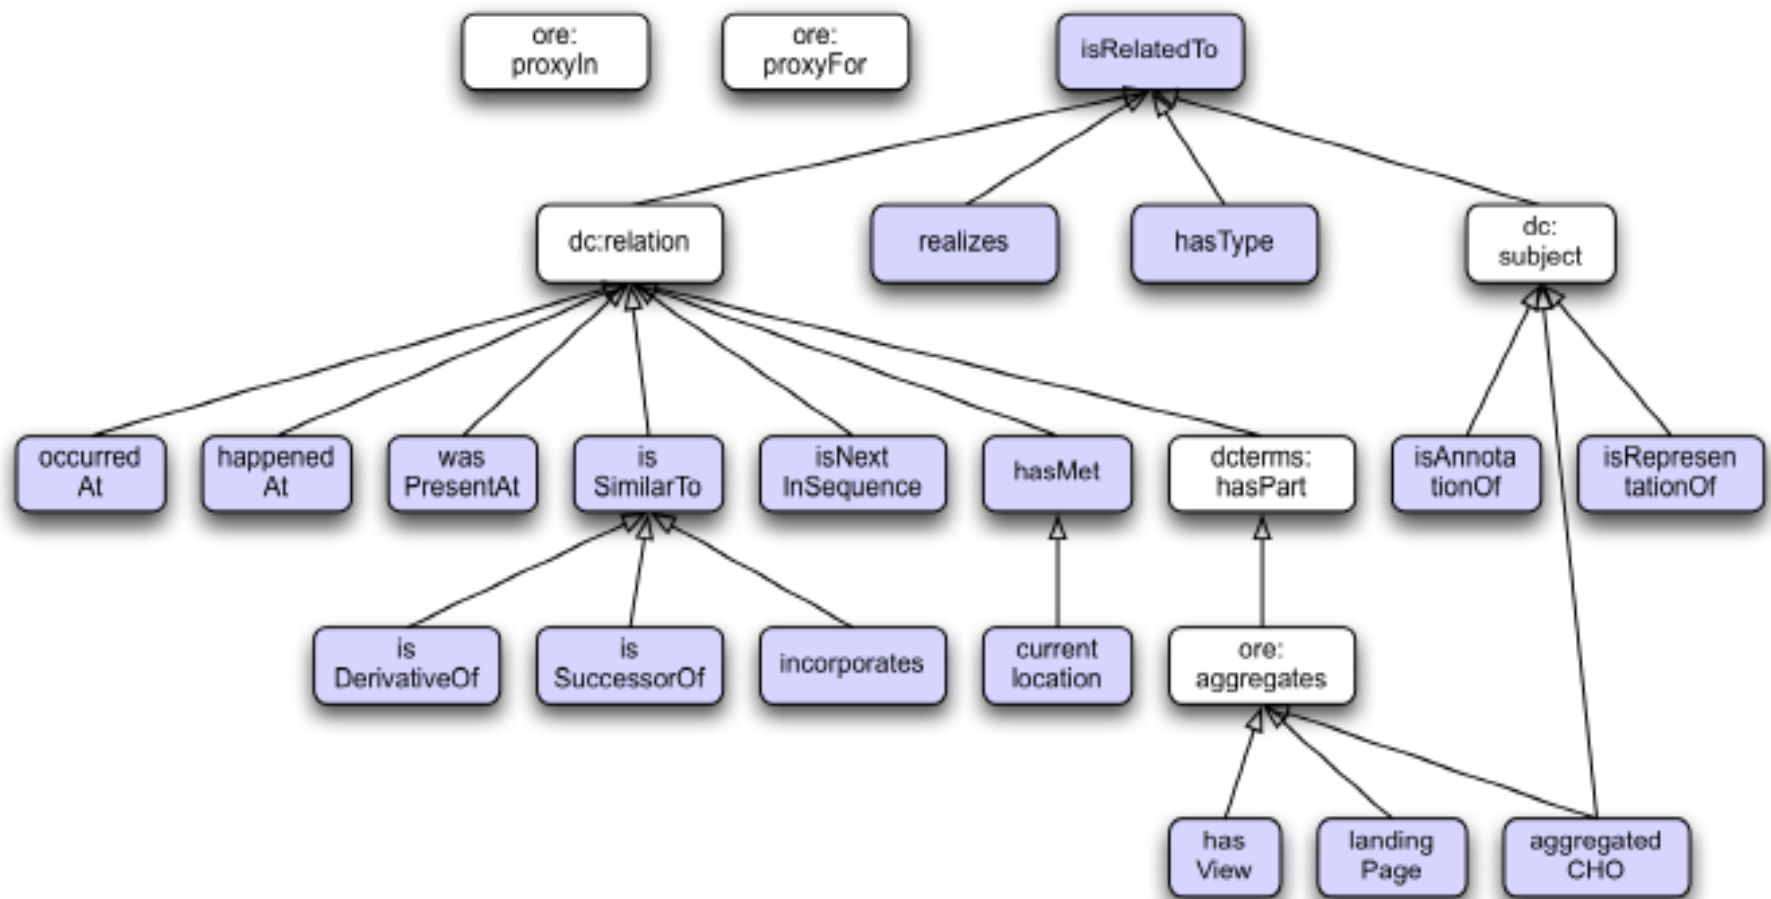 ore:
proxyIn
ore:
proxyFor
isRelatedTo
dc:relation
realizes
hasType
dc:
subject
occurred
At
happened
At
was
PresentAt
is
SimilarTo
isNext
InSequence
hasMet
dcterms:
hasPart
isAnnota
tionOf
isRepresen
tationOf
is
DerivativeOf
is
SuccessorOf
incorporates
current
location
ore:
aggregates
has
View
landing
Page
aggregated
CHO